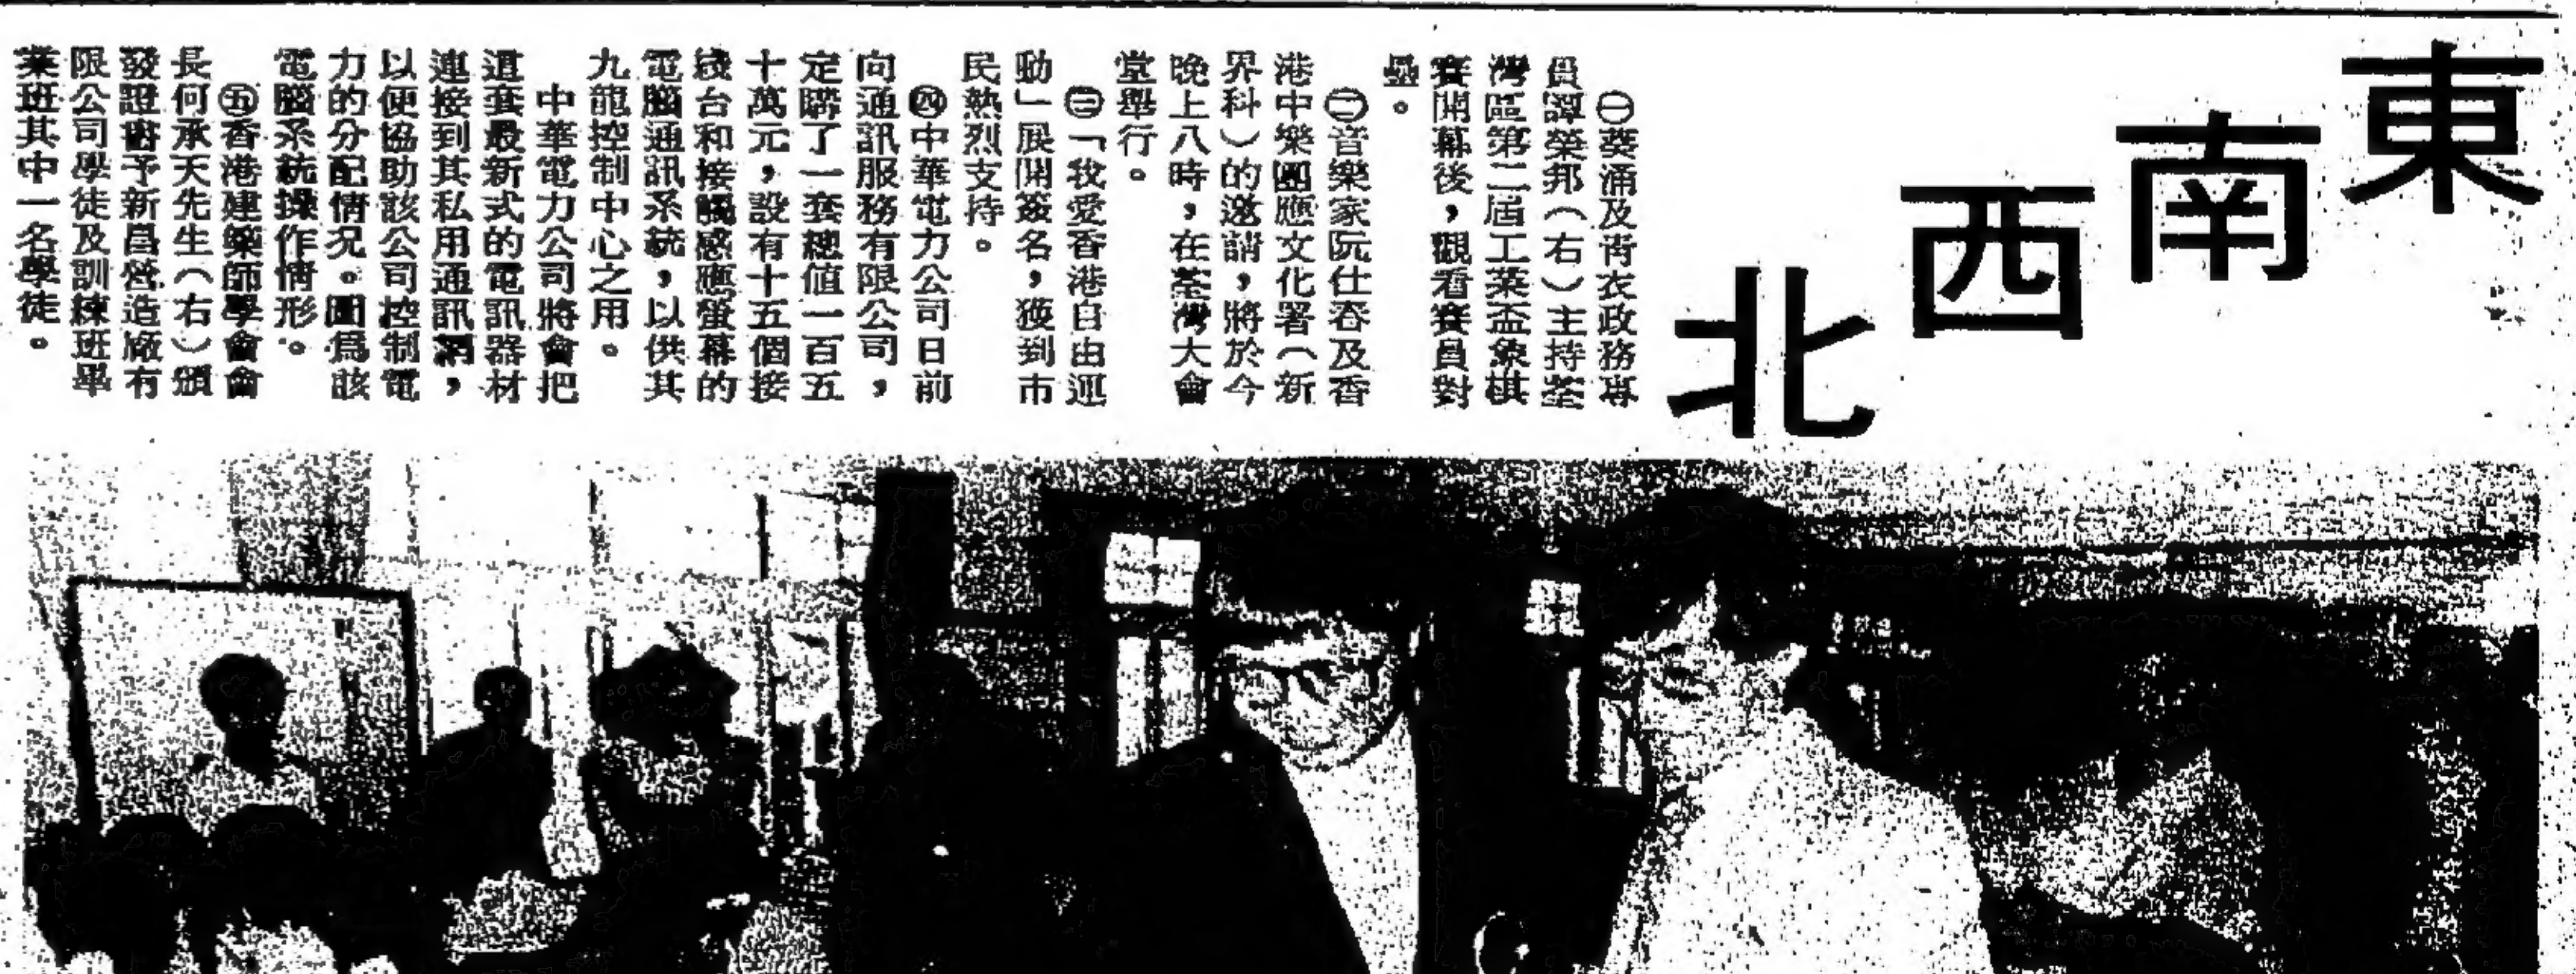 東南西北
㊀葵涌及青衣政務專
員譚榮邦（右）主持荃
灣區第二屆工業盃象棋
賽開幕後，觀看賽員對
壘。
㊁音樂家阮仕春及香
港中樂團應文化署（新
界科）的邀請，將於今
晚上八時，在荃灣大會
堂舉行。
㊂「我愛香港自由運
動」展開簽名，獲到市
民熱烈支持。
㊃中華電力公司日前
向通訊服務有限公司，
定購了一套總值一百五
十萬元，設有十五個接
綫台和接觸感應螢幕的
電腦通訊系統，以供其
九龍控制中心之用。
中華電力公司將會把
這套最新式的電訊器材
連接到其私用通訊網，
以便協助該公司控制電
力的分配情況。圖爲該
電腦系統操作情形。
㊄香港建築師學會會
長何承天先生（右）頒
發證書予新昌營造廠有
限公司學徒及訓練班畢
業班其中一名學徒。